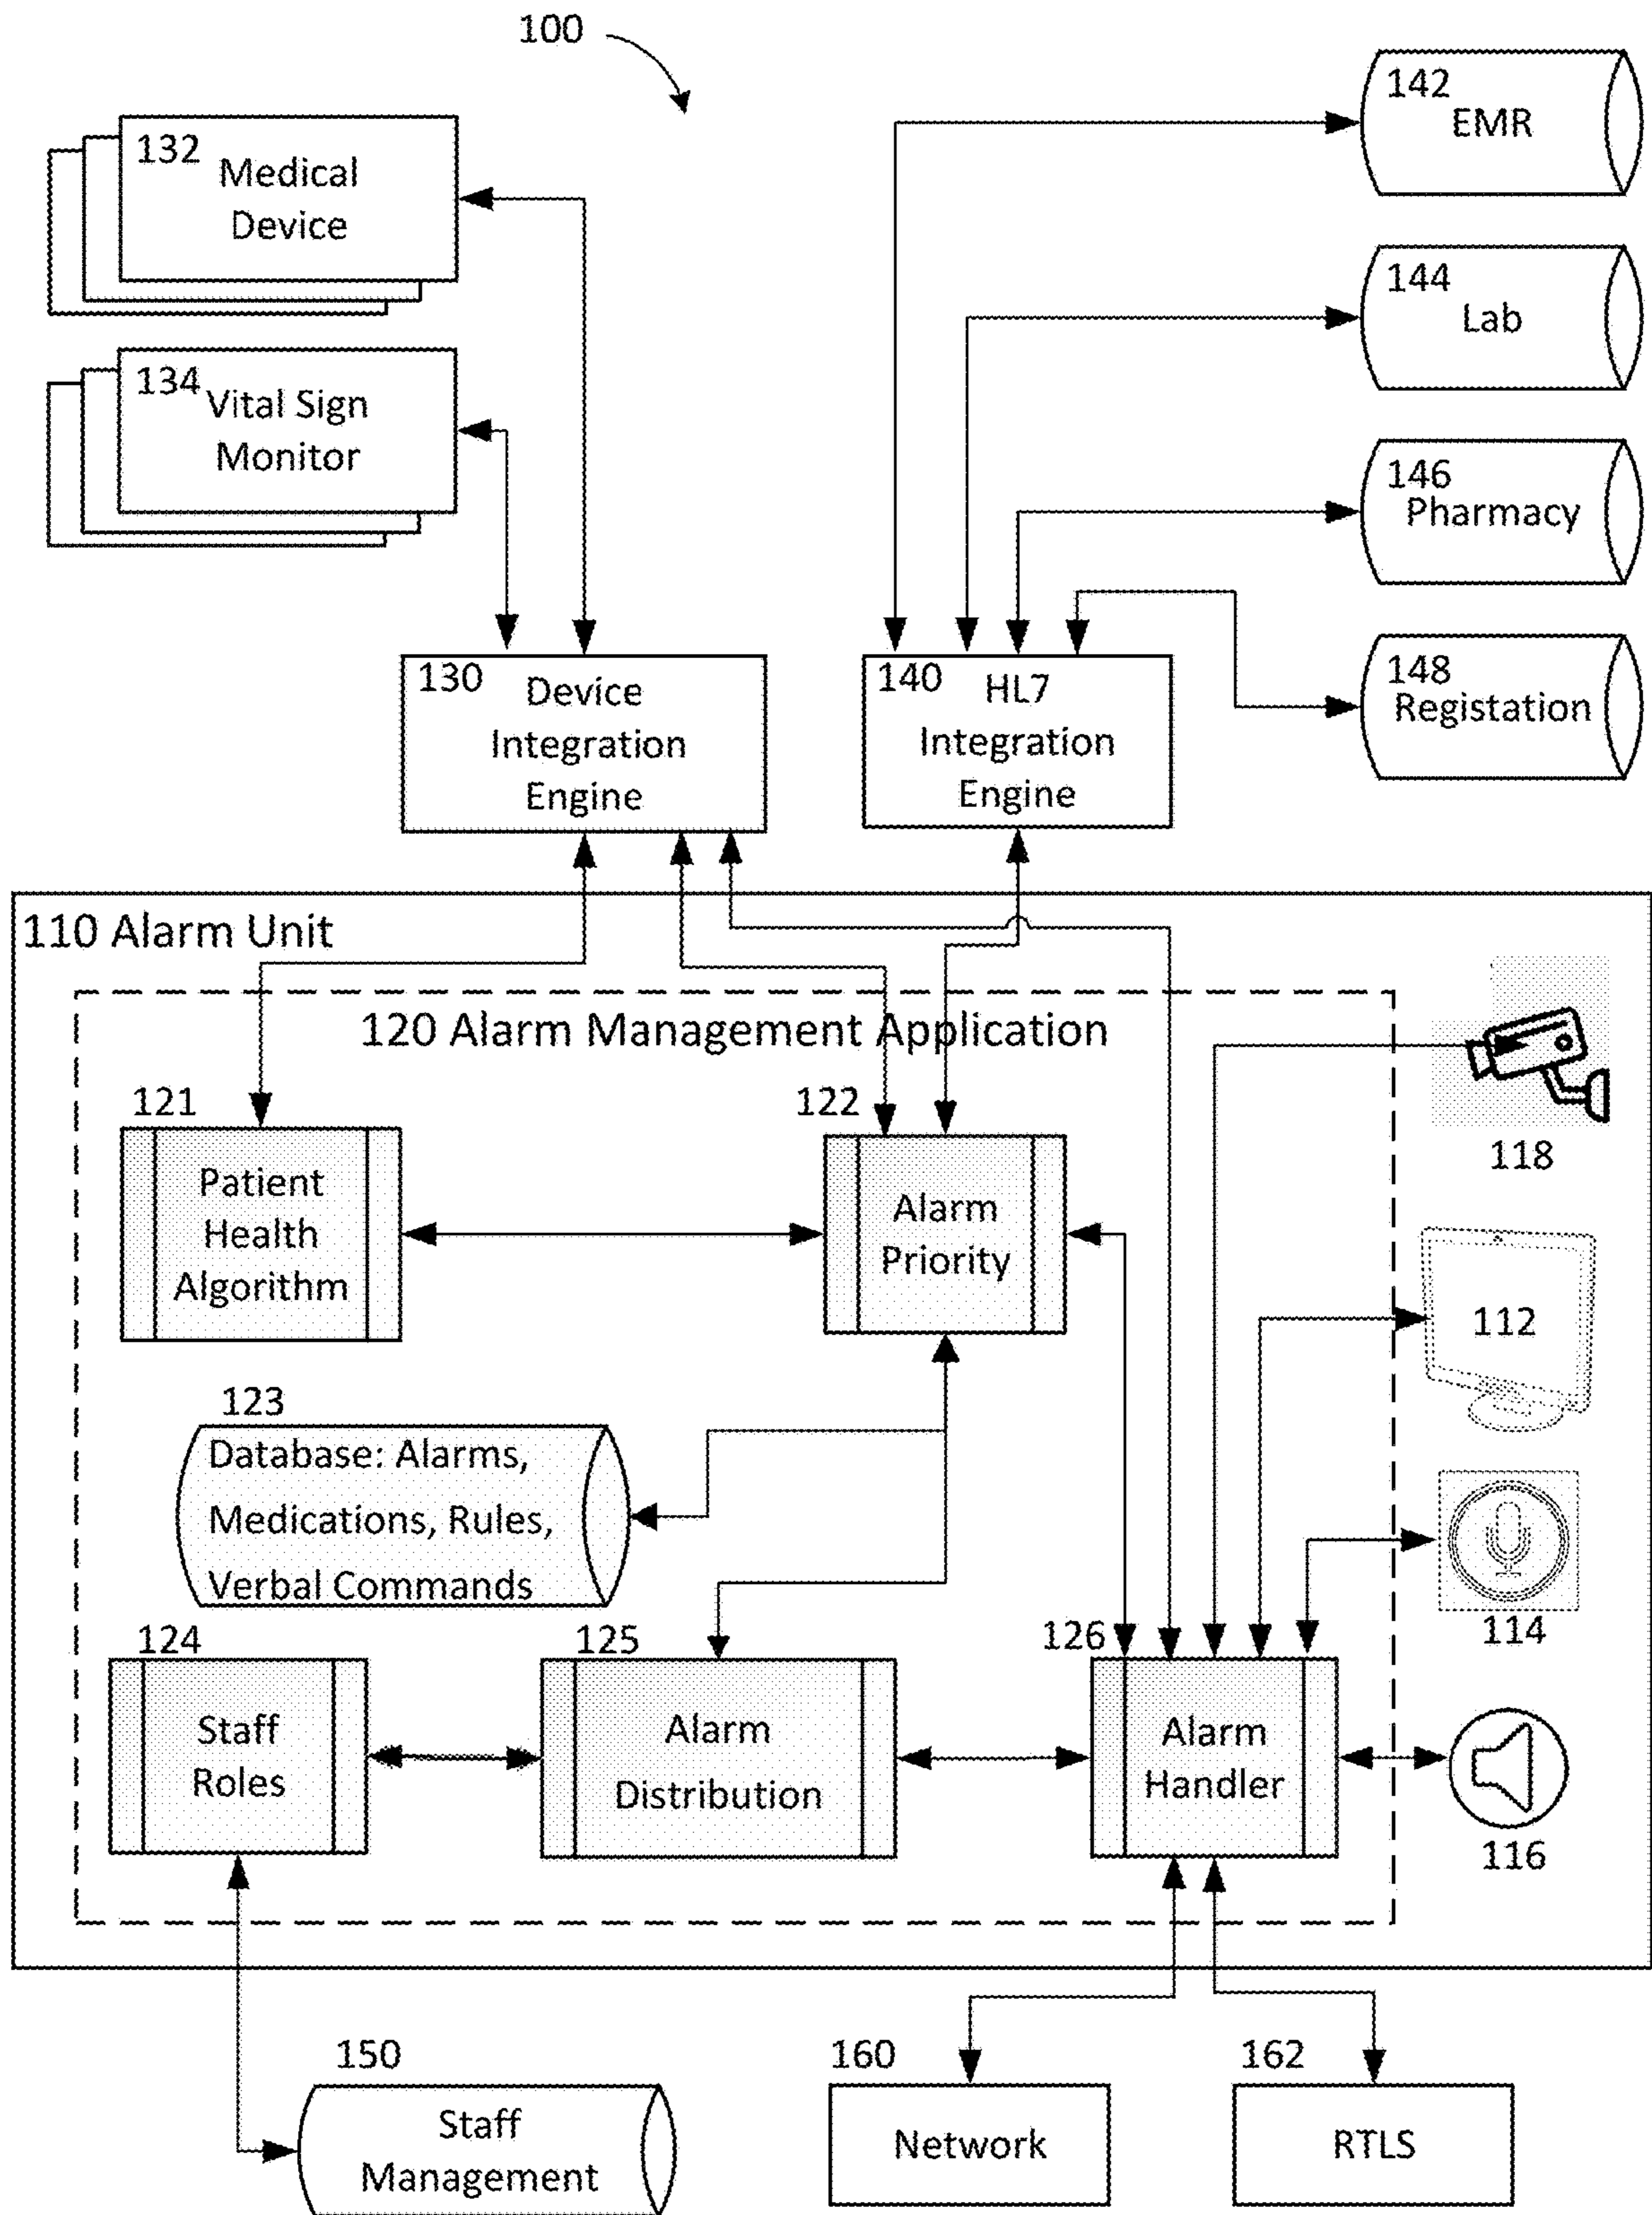 100
142
EMR
132
Medical
Device
144
Lab
134
Vital Sign
Monitor
146
Pharmacy
148
Registation
130
Device
Integration
Engine
140
HL7
Integration
Engine
110 Alarm Unit
120 Alarm Management Application
118
121
Patient
Health
Algorithm
122
Alarm
Priority
112
123
Database: Alarms,
Medications, Rules,
Verbal Commands
114
124
Staff
Roles
125
Alarm
Distribution
126
Alarm
Handler
116
150
Staff
Management
160
Network
162
RTLS